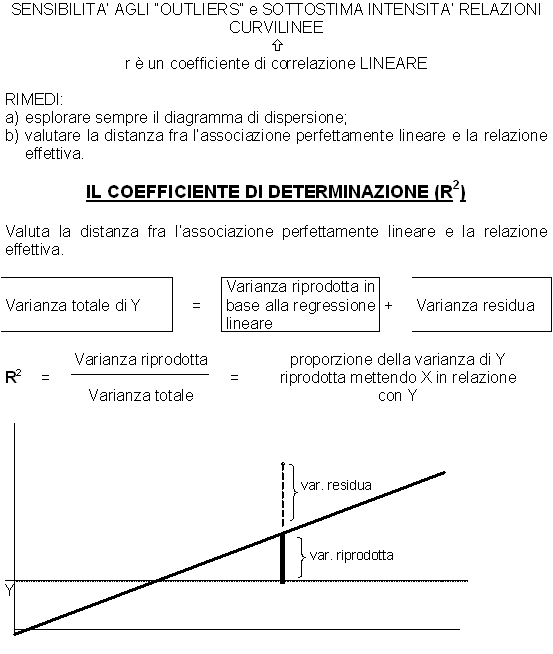 SENSIBILITA' AGLI "OUTLIERS" e SOTTOSTIMA INTENSITA' RELAZIONI
CURVILINEE
⇧
r è un coefficiente di correlazione LINEARE
RIMEDI:
a) esplorare sempre il diagramma di dispersione;
b) valutare la distanza fra l'associazione perfettamente lineare e la relazione
effettiva.
IL COEFFICIENTE DI DETERMINAZIONE (R²)
Valuta la distanza fra l'associazione perfettamente lineare e la relazione
effettiva.
Varianza totale di Y = Varianza riprodotta in base alla regressione lineare + Varianza residua
R² = Varianza riprodotta
Varianza totale
= proporzione della varianza di Y
riprodotta mettendo X in relazione
con Y
var. residua
var. riprodotta
Y